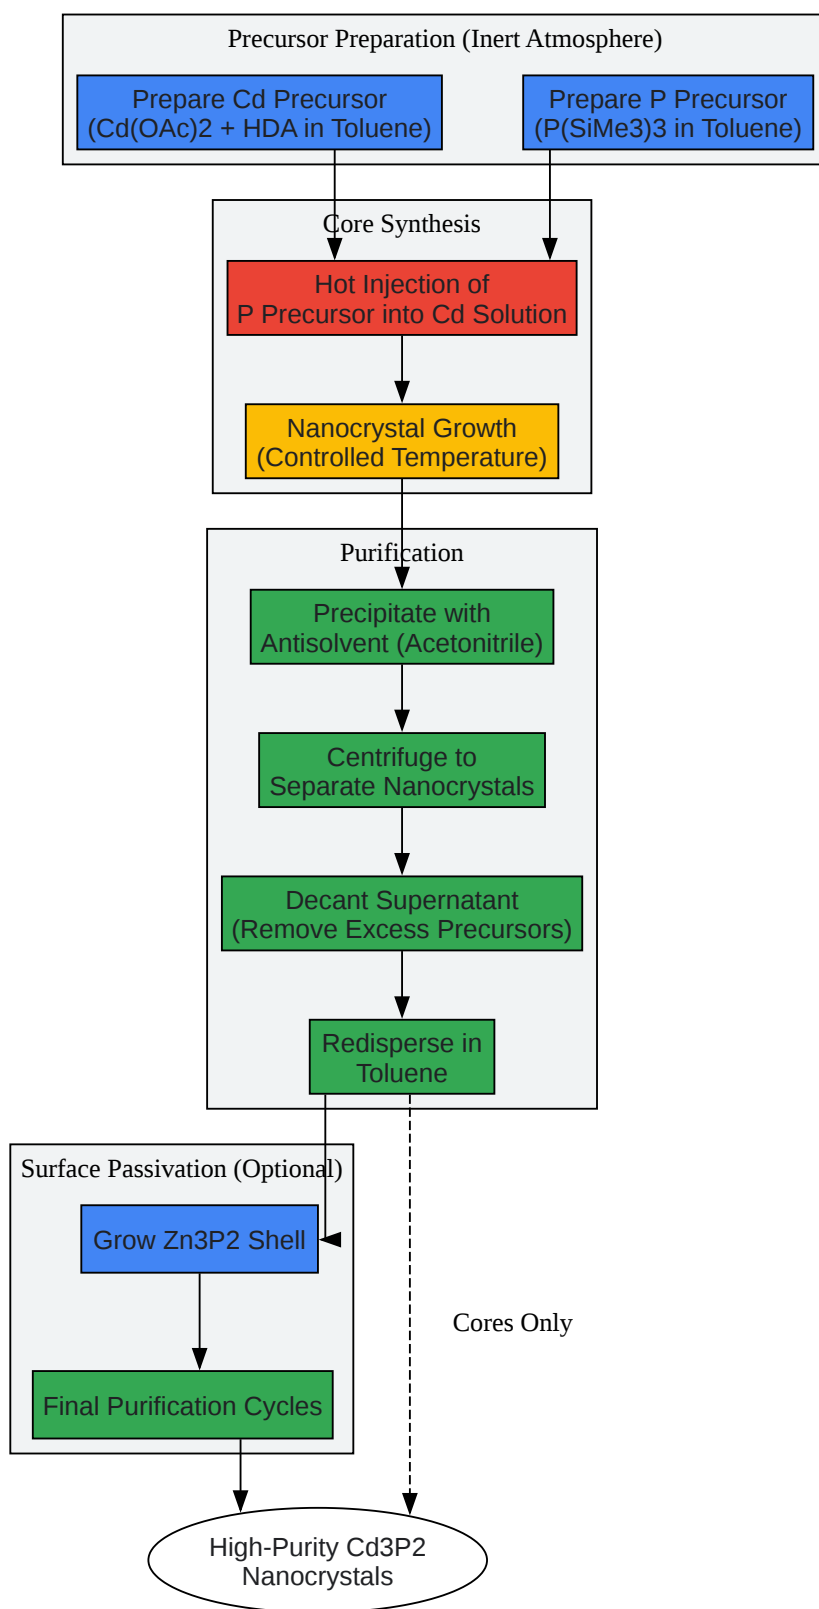 Precursor Preparation (Inert Atmosphere)
Prepare Cd Precursor
(Cd(OAc)2 + HDA in Toluene)
Prepare P Precursor
(P(SiMe3)3 in Toluene)
Core Synthesis
Hot Injection of
P Precursor into Cd Solution
Nanocrystal Growth
(Controlled Temperature)
Purification
Precipitate with
Antisolvent (Acetonitrile)
Centrifuge to
Separate Nanocrystals
Decant Supernatant
(Remove Excess Precursors)
Redisperse in
Toluene
Surface Passivation (Optional)
Grow Zn3P2 Shell
Cores Only
Final Purification Cycles
High-Purity Cd3P2
Nanocrystals